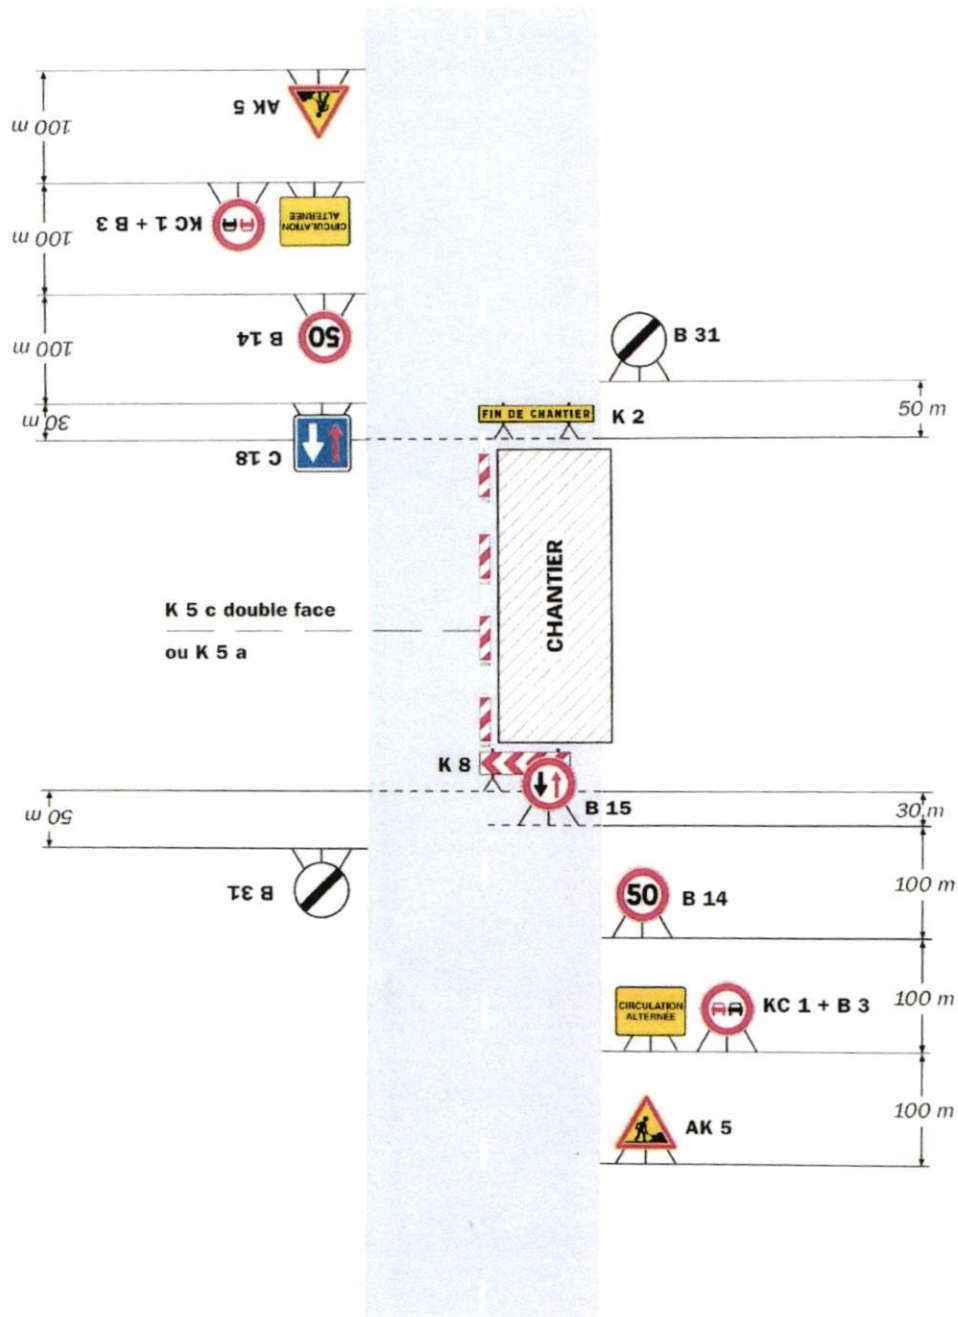 AK 5
100 m
KC 1 + B 3
CIRCULATION
ALTERNÉE
100 m
B 14
50
100 m
B 31
50 m
30 m
FIN DE CHANTIER
K 2
C 18
CHANTIER
K 5 c double face
ou K 5 a
K 8
B 15
30 m
50 m
B 31
50
B 14
100 m
CIRCULATION
ALTERNÉE
KC 1 + B 3
100 m
AK 5
100 m